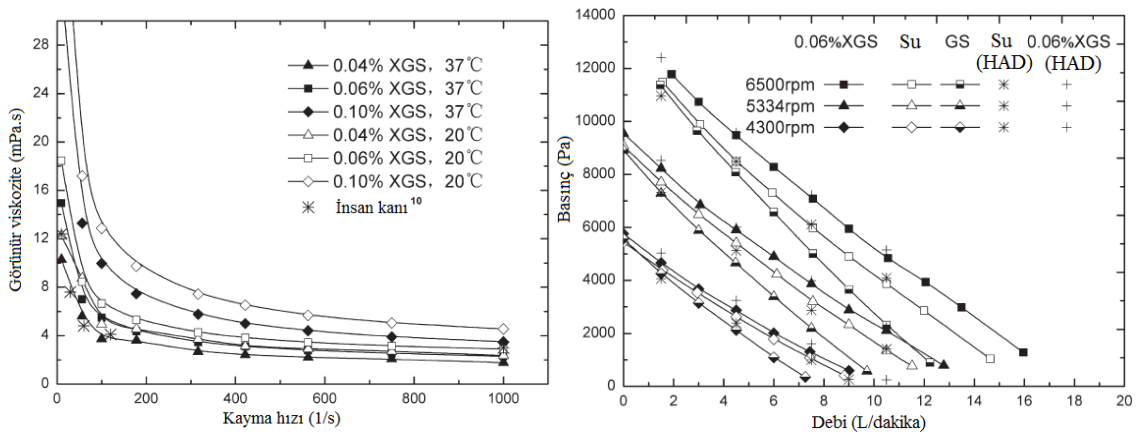 28
24
20
16
12
8
4
0
Görünür viskozite (mPa.s)
0.04% XGS, 37℃
0.06% XGS, 37℃
0.10% XGS, 37℃
0.04% XGS, 20℃
0.06% XGS, 20℃
0.10% XGS, 20℃
İnsan kanı 10
0 200 400 600 800 1000
Kayma hızı (1/s)
14000
12000
10000
8000
6000
4000
2000
0
Basınç (Pa)
0.06%XGS Su GS Su (HAD) 0.06%XGS (HAD)
6500rpm
5334rpm
4300rpm
0 2 4 6 8 10 12 14 16 18 20
Debi (L/dakika)